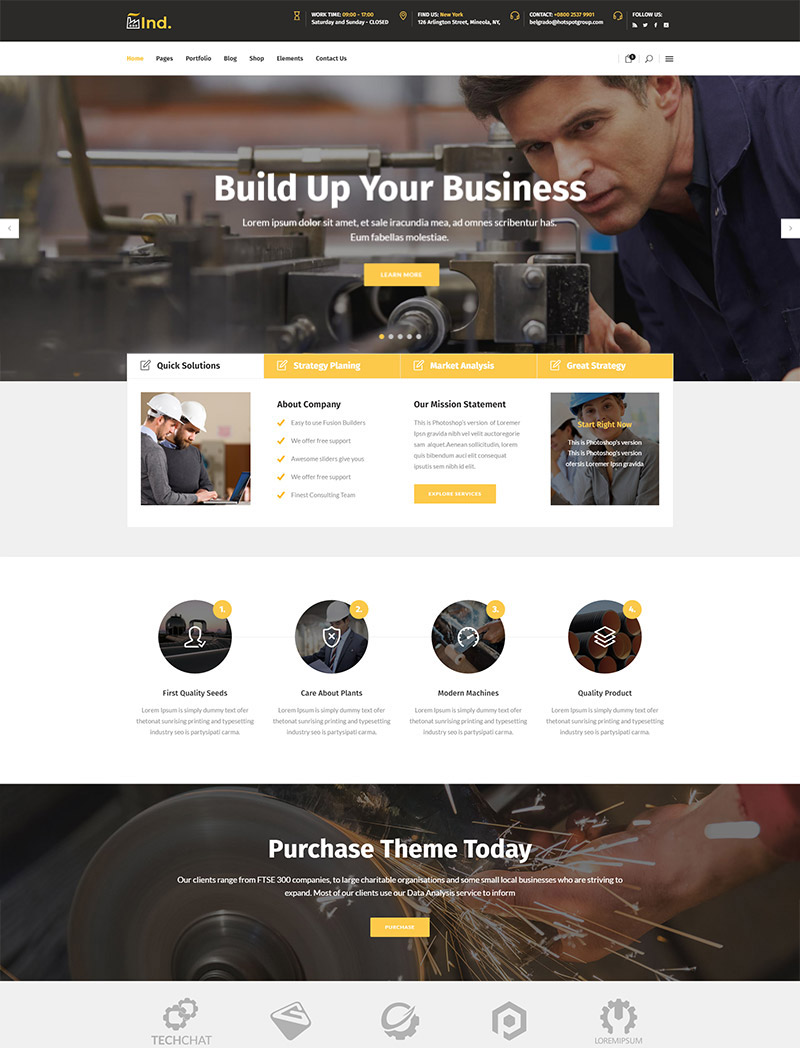 Ind.
WORK TIME: 09:00 - 17:00
Saturday and Sunday - CLOSED
FIND US: New York
126 Arlington Street, Mineola, NY,
CONTACT: +0800 2537 9901
belgrado@hotspotgroup.com
FOLLOW US:
Home Pages Portfolio Blog Shop Elements Contact Us
Build Up Your Business
Lorem ipsum dolor sit amet, et sale iracundia mea, ad omnes scribentur has.
Eum fabellas molestiae.
LEARN MORE
Quick Solutions
Strategy Planing
Market Analysis
Great Strategy
About Company
Easy to use Fusion Builders
We offer free support
Awesome sliders give yous
We offer free support
Finest Consulting Team
Our Mission Statement
This is Photoshop's version of Loremer
Ipsn gravida nibh vel velit auctoregorie
sam alquet.Aenean sollicitudin, lorem
quis bibendum auci elit consequat
ipsutis sem nibh id elit.
EXPLORE SERVICES
Start Right Now
This is Photoshop's version
This is Photoshop's version
ofersis Loremer Ipsn gravida
1.
2.
3.
4.
First Quality Seeds
Lorem Ipsum is simply dummy text ofer
thetonat sunrising printing and typesetting
industry seo is partysipati carma.
Care About Plants
Lorem Ipsum is simply dummy text ofer
thetonat sunrising printing and typesetting
industry seo is partysipati carma.
Modern Machines
Lorem Ipsum is simply dummy text ofer
thetonat sunrising printing and typesetting
industry seo is partysipati carma.
Quality Product
Lorem Ipsum is simply dummy text ofer
thetonat sunrising printing and typesetting
industry seo is partysipati carma.
Purchase Theme Today
Our clients range from FTSE 300 companies, to large charitable organisations and some small local businesses who are striving to
expand. Most of our clients use our Data Analysis service to inform
PURCHASE
TECHCHAT
LOREMIPSUM